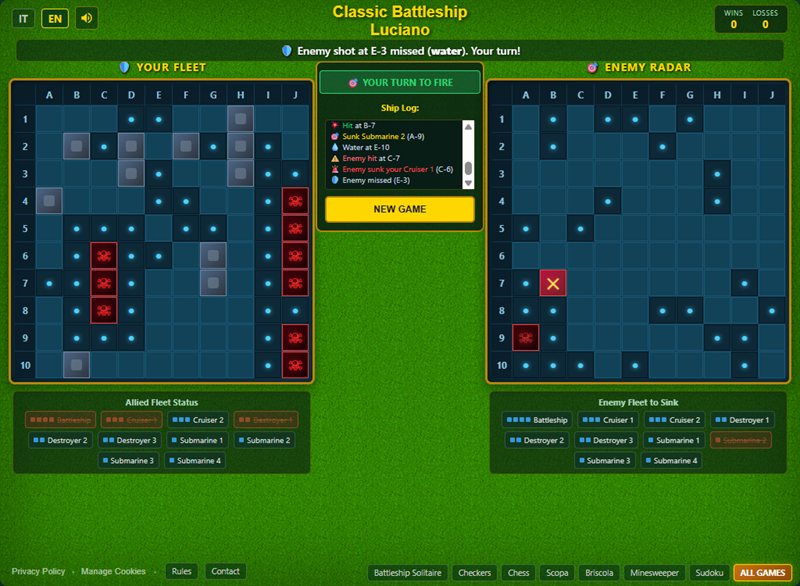 IT EN
Classic Battleship
Luciano
WINS LOSSES
0 0
Enemy shot at E-3 missed (water). Your turn!
YOUR FLEET
A B C D E F G H I J
1
2
3
4
5
6
7
8
9
10
Allied Fleet Status
Battleship Cruiser 1 Cruiser 2 Destroyer 1
Destroyer 2 Destroyer 3 Submarine 1 Submarine 2
Submarine 3 Submarine 4
YOUR TURN TO FIRE
Ship Log:
Hit at B-7
Sunk Submarine 2 (A-9)
Water at E-10
Enemy hit at C-7
Enemy sunk your Cruiser 1 (C-6)
Enemy missed (E-3)
NEW GAME
ENEMY RADAR
A B C D E F G H I J
1
2
3
4
5
6
7
8
9
10
Enemy Fleet to Sink
Battleship Cruiser 1 Cruiser 2 Destroyer 1
Destroyer 2 Destroyer 3 Submarine 1 Submarine 2
Submarine 3 Submarine 4
Privacy Policy • Manage Cookies • Rules Contact
Battleship Solitaire Checkers Chess Scopa Briscola Minesweeper Sudoku ALL GAMES